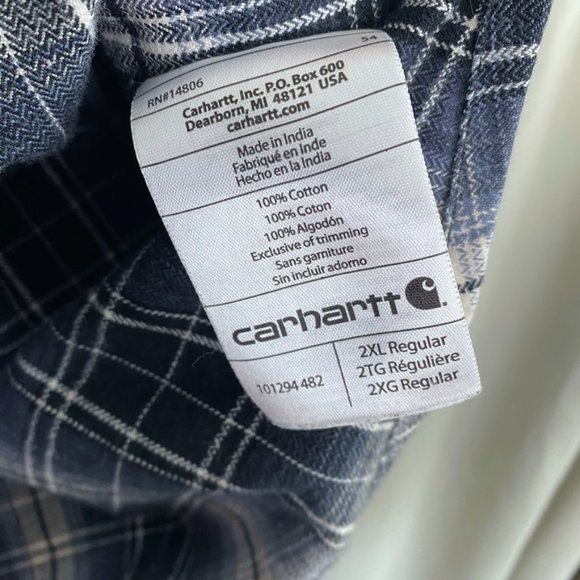 54
RN#14806
Carhartt, Inc. P.O. Box 600
Dearborn, MI 48121 USA
carhartt.com
Made in India
Fabriqué en Inde
Hecho en la India
100% Cotton
100% Coton
100% Algodón
Exclusive of trimming
Sans garniture
Sin incluir adorno
carhartt
101294 482
2XL Regular
2TG Régulière
2XG Regular